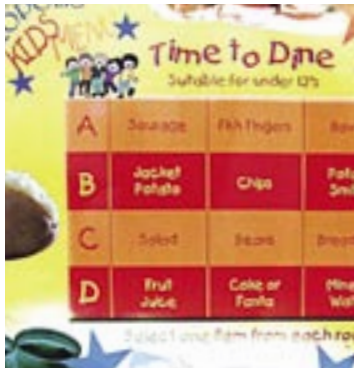 KIDS MENU
Time to Dine
Suitable for under 12's
A Sausage Fish Fingers
B Jacket Potato Chips
C Salad Beans
D Fruit Juice Coke or Fanta
Select one item from each